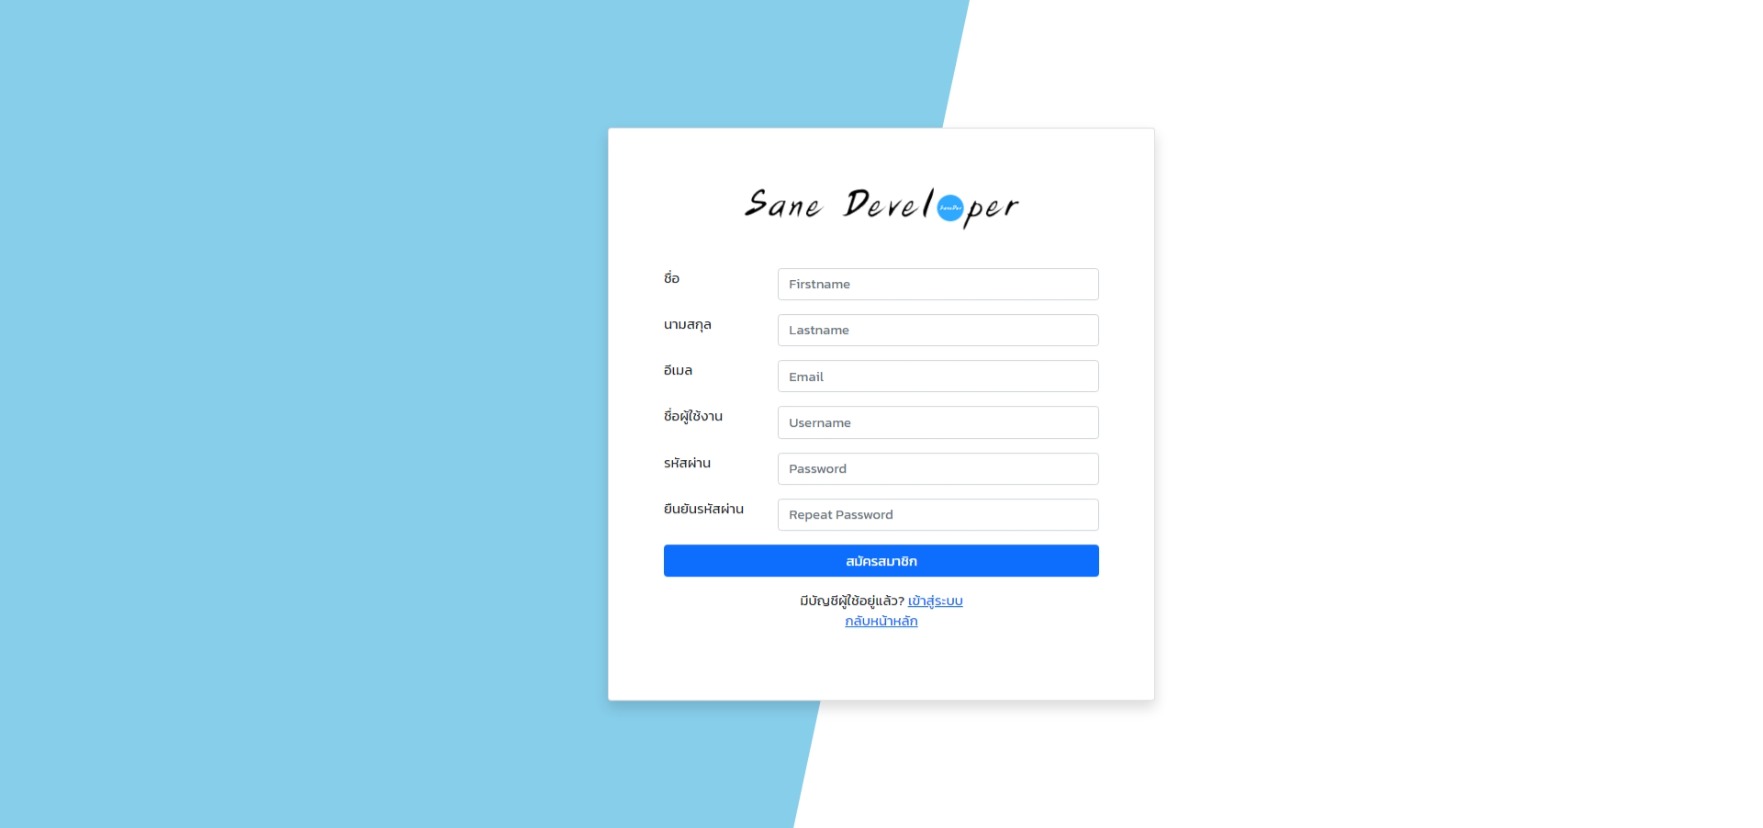 Sane Developer
ชื่อ Firstname
นามสกุล Lastname
อีเมล Email
ชื่อผู้ใช้งาน Username
รหัสผ่าน Password
ยืนยันรหัสผ่าน Repeat Password
สมัครสมาชิก
มีบัญชีผู้ใช้อยู่แล้ว? เข้าสู่ระบบ
กลับหน้าหลัก